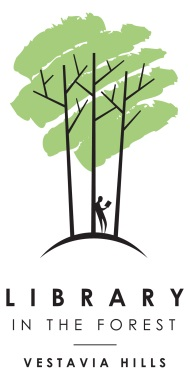 LIBRARY
IN THE FOREST
VESTAVIA HILLS